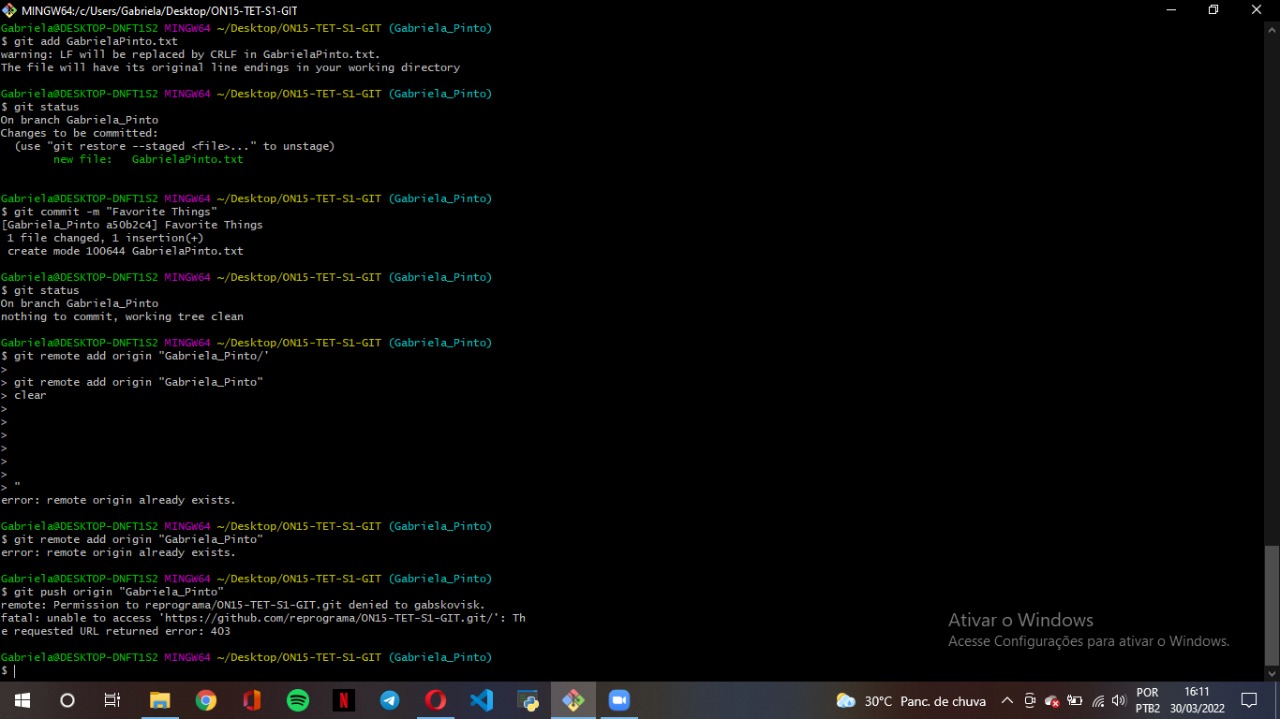 MINGW64:/c/Users/Gabriela/Desktop/ON15-TET-S1-GIT
Gabriela@DESKTOP-DNFT1S2 MINGW64 ~/Desktop/ON15-TET-S1-GIT (Gabriela_Pinto)
$ git add GabrielaPinto.txt
warning: LF will be replaced by CRLF in GabrielaPinto.txt.
The file will have its original line endings in your working directory
Gabriela@DESKTOP-DNFT1S2 MINGW64 ~/Desktop/ON15-TET-S1-GIT (Gabriela_Pinto)
$ git status
On branch Gabriela_Pinto
Changes to be committed:
  (use "git restore --staged <file>..." to unstage)
        new file:   GabrielaPinto.txt
Gabriela@DESKTOP-DNFT1S2 MINGW64 ~/Desktop/ON15-TET-S1-GIT (Gabriela_Pinto)
$ git commit -m "Favorite Things"
[Gabriela_Pinto a50b2c4] Favorite Things
 1 file changed, 1 insertion(+)
 create mode 100644 GabrielaPinto.txt
Gabriela@DESKTOP-DNFT1S2 MINGW64 ~/Desktop/ON15-TET-S1-GIT (Gabriela_Pinto)
$ git status
On branch Gabriela_Pinto
nothing to commit, working tree clean
Gabriela@DESKTOP-DNFT1S2 MINGW64 ~/Desktop/ON15-TET-S1-GIT (Gabriela_Pinto)
$ git remote add origin "Gabriela_Pinto/'
>
> git remote add origin "Gabriela_Pinto"
> clear
>
>
>
>
>
>
> "
error: remote origin already exists.
Gabriela@DESKTOP-DNFT1S2 MINGW64 ~/Desktop/ON15-TET-S1-GIT (Gabriela_Pinto)
$ git remote add origin "Gabriela_Pinto"
error: remote origin already exists.
Gabriela@DESKTOP-DNFT1S2 MINGW64 ~/Desktop/ON15-TET-S1-GIT (Gabriela_Pinto)
$ git push origin "Gabriela_Pinto"
remote: Permission to reprograma/ON15-TET-S1-GIT.git denied to gabskovisk.
fatal: unable to access 'https://github.com/reprograma/ON15-TET-S1-GIT.git/': Th
e requested URL returned error: 403
Gabriela@DESKTOP-DNFT1S2 MINGW64 ~/Desktop/ON15-TET-S1-GIT (Gabriela_Pinto)
$
Ativar o Windows
Acesse Configurações para ativar o Windows.
30°C Panc. de chuva
POR
PTB2
16:11
30/03/2022